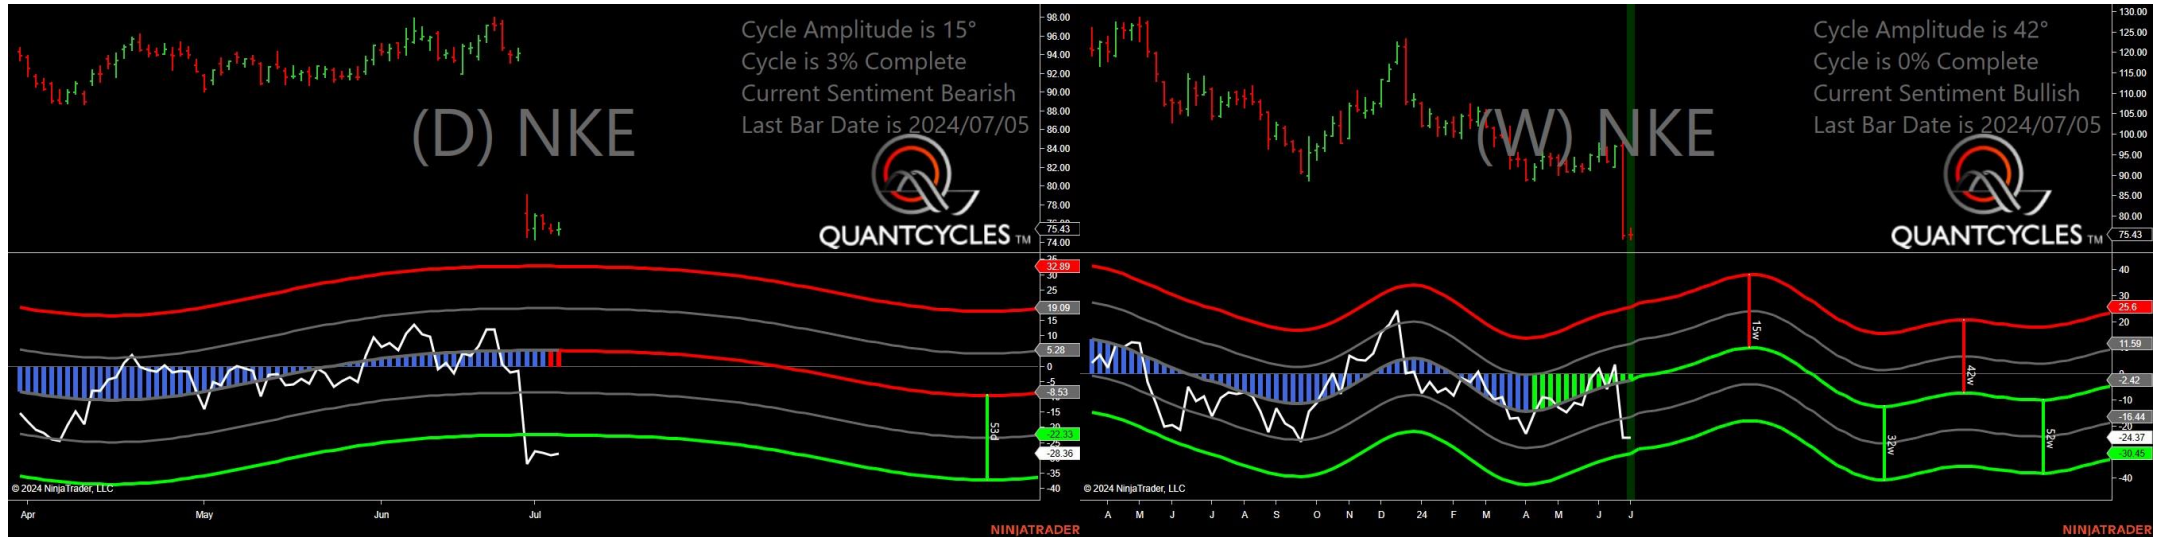 Cycle Amplitude is 15°
Cycle is 3% Complete
Current Sentiment Bearish
Last Bar Date is 2024/07/05
(D) NKE
QUANTCYCLES TM
98.00
96.00
94.00
92.00
90.00
88.00
86.00
84.00
82.00
80.00
78.00
75.43
74.00
32.89
30
25
19.09
15
10
5.28
0
-5
-8.53
-15
-22.33
-28.36
-35
-40
53d
© 2024 NinjaTrader, LLC
Apr May Jun Jul
NINJATRADER
Cycle Amplitude is 42°
Cycle is 0% Complete
Current Sentiment Bullish
Last Bar Date is 2024/07/05
(W) NKE
QUANTCYCLES TM
130.00
125.00
120.00
115.00
110.00
105.00
100.00
95.00
90.00
85.00
80.00
75.43
40
30
25.6
20
11.59
-2.42
-10
-16.44
-24.37
-30.45
-40
15w
42w
32w
52w
© 2024 NinjaTrader, LLC
A M J J A S O N D 24 F M A M J J
NINJATRADER